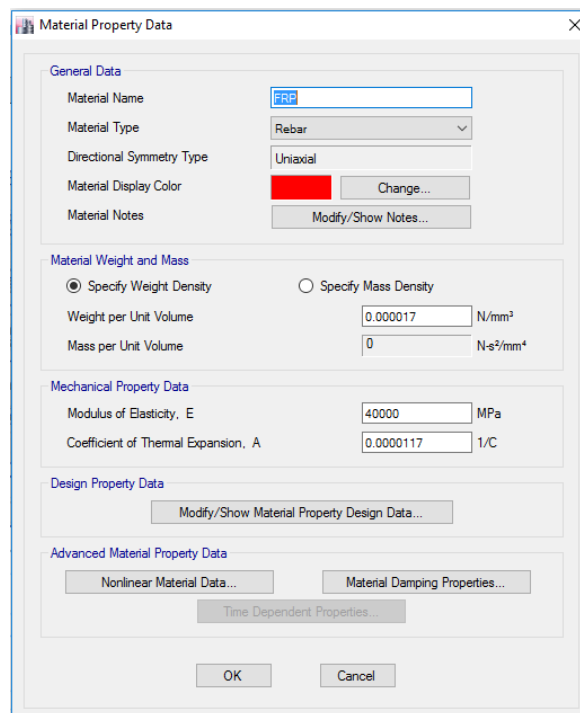 Material Property Data
General Data
Material Name FRP
Material Type Rebar
Directional Symmetry Type Uniaxial
Material Display Color Change...
Material Notes Modify/Show Notes...
Material Weight and Mass
Specify Weight Density Specify Mass Density
Weight per Unit Volume 0.000017 N/mm³
Mass per Unit Volume 0 N-s²/mm⁴
Mechanical Property Data
Modulus of Elasticity, E 40000 MPa
Coefficient of Thermal Expansion, A 0.0000117 1/C
Design Property Data
Modify/Show Material Property Design Data...
Advanced Material Property Data
Nonlinear Material Data... Material Damping Properties...
Time Dependent Properties...
OK Cancel